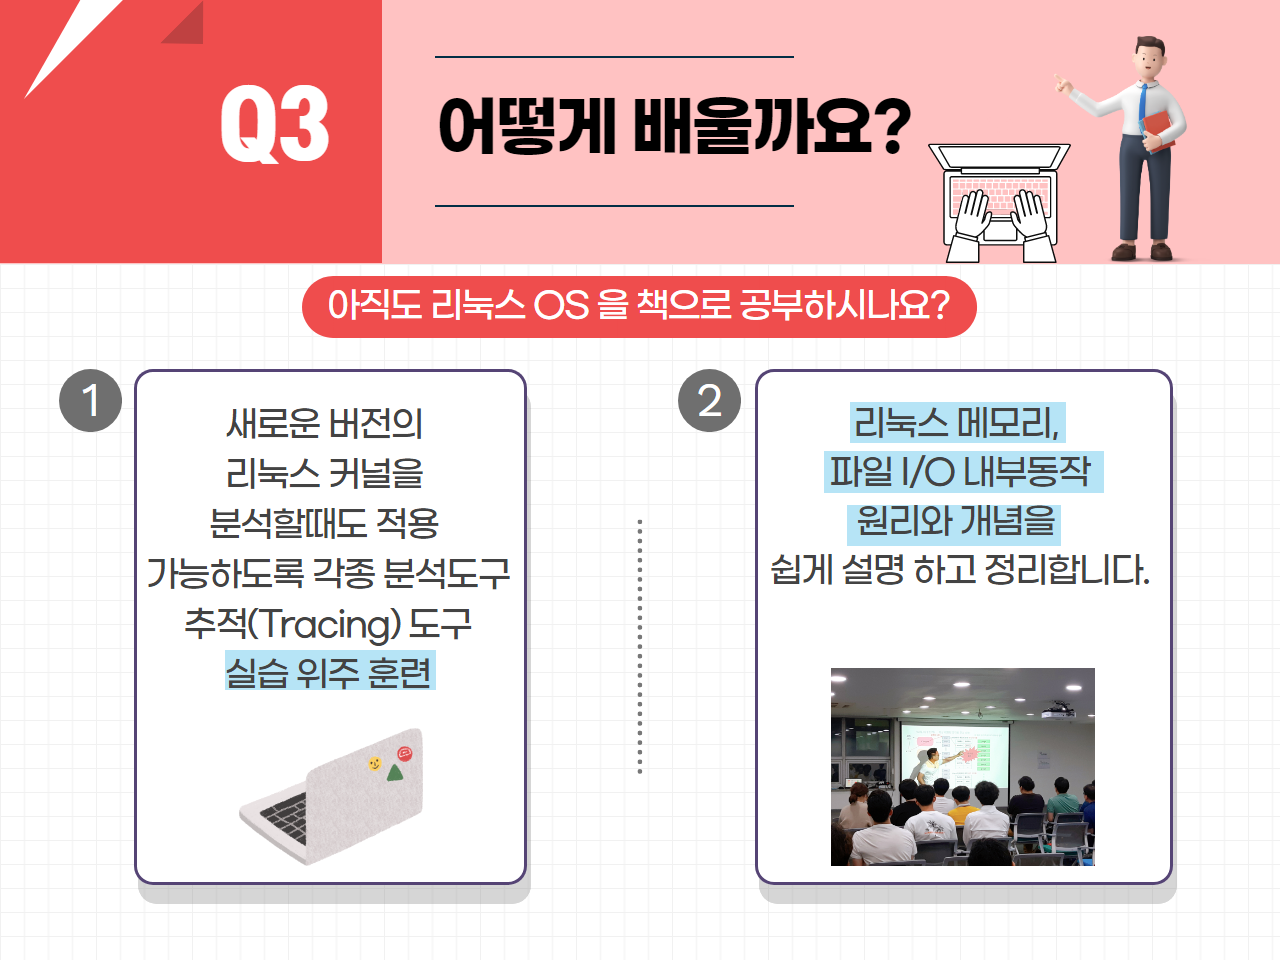 Q3
어떻게 배울까요?
아직도 리눅스 OS 을 책으로 공부하시나요?
1
새로운 버전의
리눅스 커널을
분석할때도 적용
가능하도록 각종 분석도구
추적(Tracing) 도구
실습 위주 훈련
2
리눅스 메모리,
파일 I/O 내부동작
원리와 개념을
쉽게 설명 하고 정리합니다.